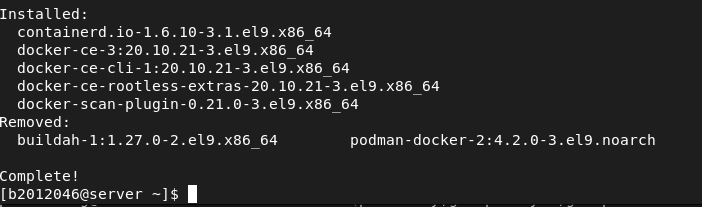 Installed:
containerd.io-1.6.10-3.1.el9.x86_64
docker-ce-3:20.10.21-3.el9.x86_64
docker-ce-cli-1:20.10.21-3.el9.x86_64
docker-ce-rootless-extras-20.10.21-3.el9.x86_64
docker-scan-plugin-0.21.0-3.el9.x86_64
Removed:
buildah-1:1.27.0-2.el9.x86_64 podman-docker-2:4.2.0-3.el9.noarch
Complete!
[b2012046@server ~]$